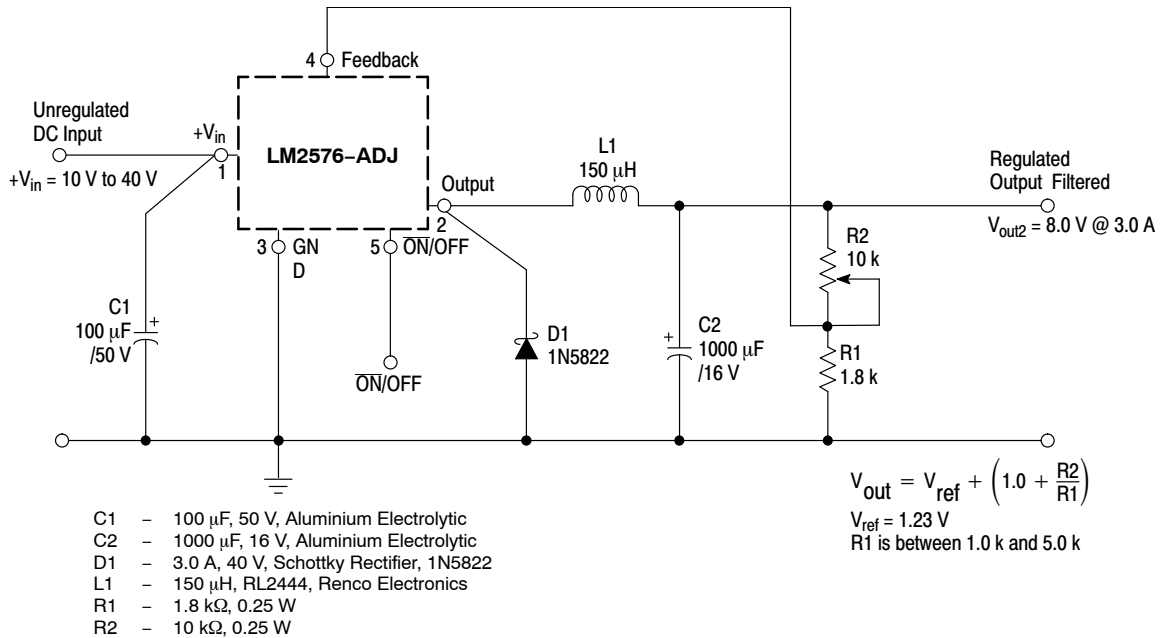 4 Feedback
Unregulated
DC Input
+Vin
1
+Vin = 10 V to 40 V
LM2576–ADJ
Output
2
3 GN
D
5 ON/OFF
ON/OFF
L1
150 μH
Regulated
Output Filtered
Vout2 = 8.0 V @ 3.0 A
R2
10 k
C1
100 μF
/50 V
+
D1
1N5822
+
C2
1000 μF
/16 V
R1
1.8 k
Vout = Vref + (1.0 + R2/R1)
Vref = 1.23 V
R1 is between 1.0 k and 5.0 k
C1 – 100 μF, 50 V, Aluminium Electrolytic
C2 – 1000 μF, 16 V, Aluminium Electrolytic
D1 – 3.0 A, 40 V, Schottky Rectifier, 1N5822
L1 – 150 μH, RL2444, Renco Electronics
R1 – 1.8 kΩ, 0.25 W
R2 – 10 kΩ, 0.25 W